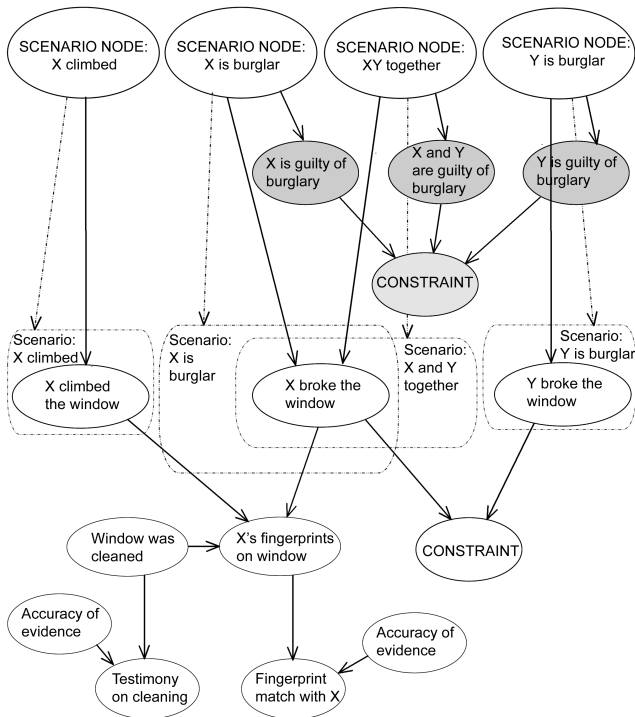 SCENARIO NODE:
X climbed
SCENARIO NODE:
X is burglar
SCENARIO NODE:
XY together
SCENARIO NODE:
Y is burglar
X is guilty of
burglary
X and Y
are guilty of
burglary
Y is guilty of
burglary
CONSTRAINT
Scenario:
X climbed
Scenario:
X is
burglar
Scenario:
X and Y
together
Scenario:
Y is burglar
X climbed
the window
X broke the
window
Y broke the
window
Window was
cleaned
X's fingerprints
on window
CONSTRAINT
Accuracy of
evidence
Accuracy of
evidence
Testimony
on cleaning
Fingerprint
match with X